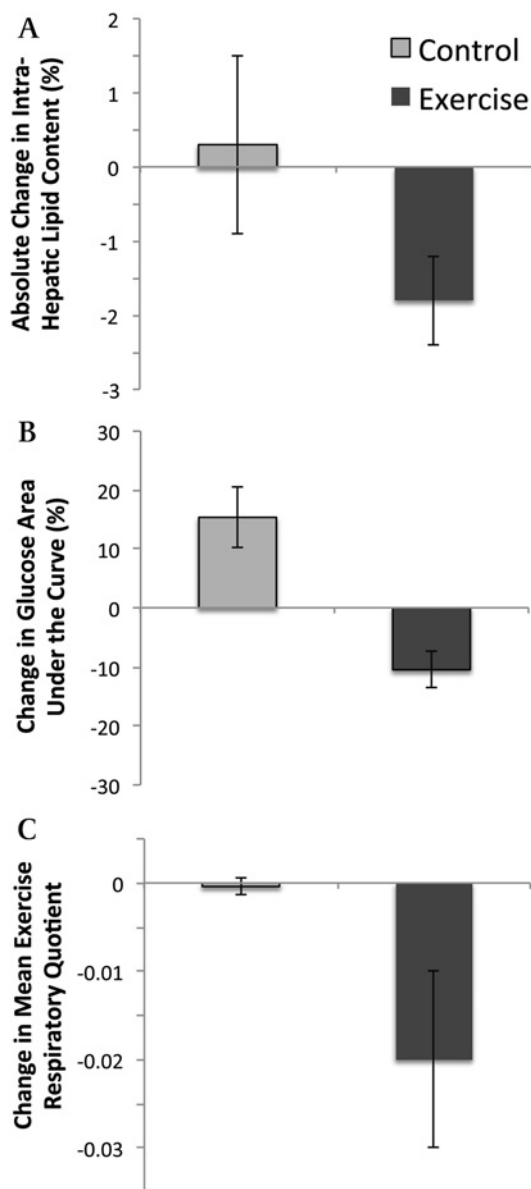 A
Absolute Change in Intra-
Hepatic Lipid Content (%)
2
1
0
-1
-2
-3
Control
Exercise
B
Change in Glucose Area
Under the Curve (%)
30
20
10
0
-10
-20
-30
C
Change in Mean Exercise
Respiratory Quotient
0
-0.01
-0.02
-0.03